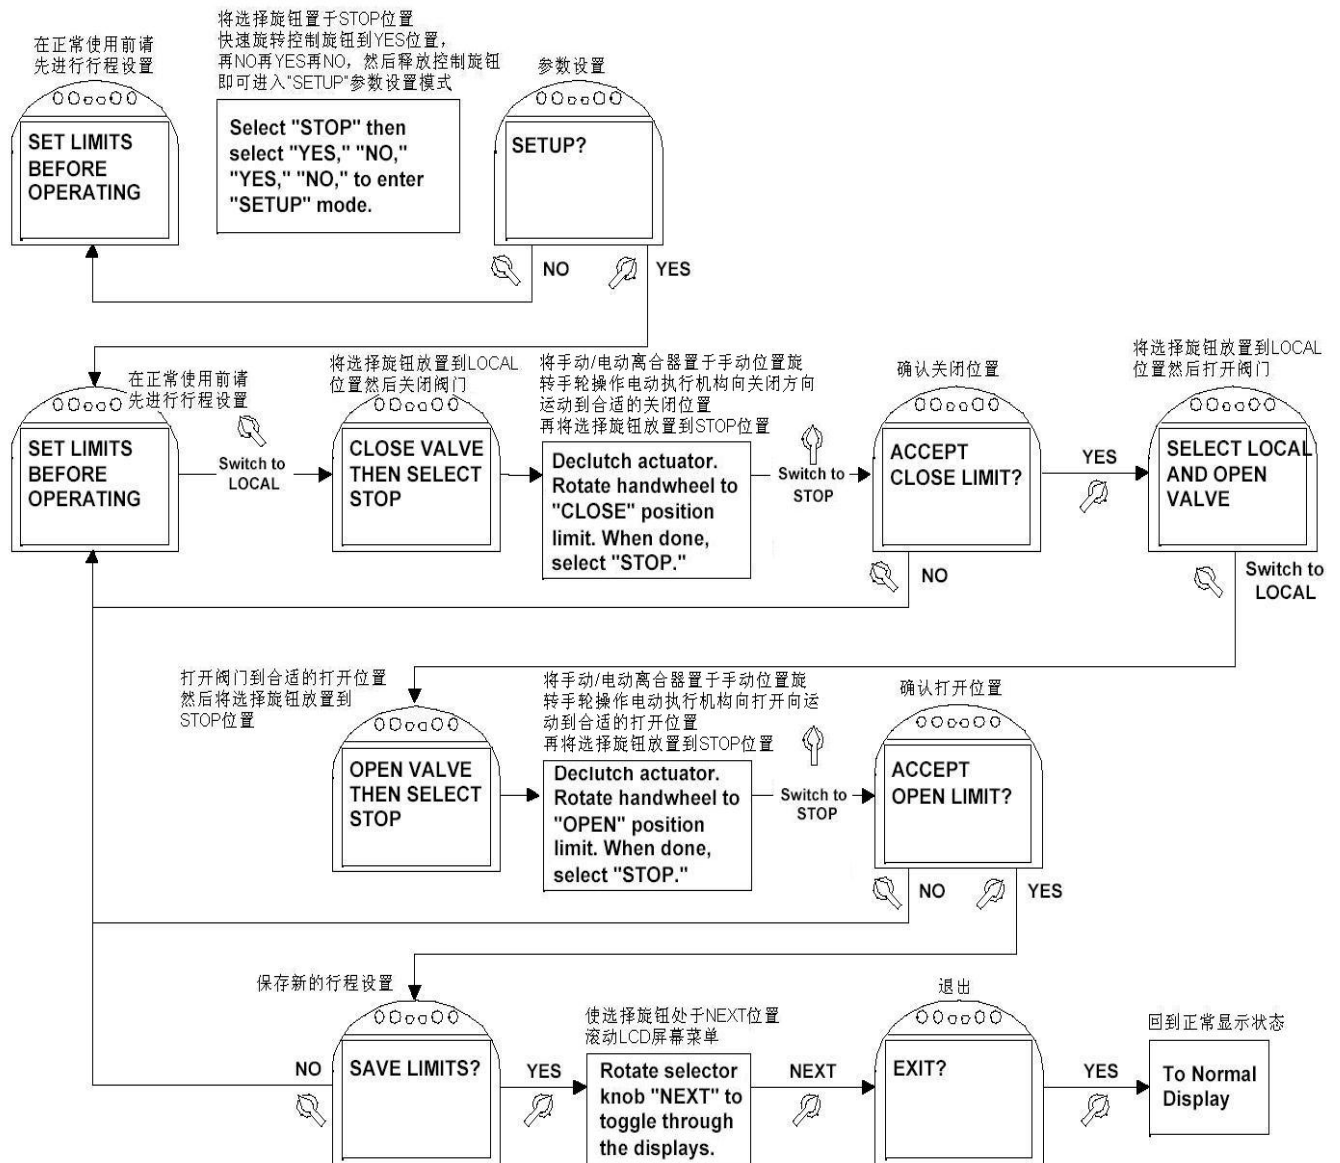 将选择旋钮置于STOP位置
快速旋转控制旋钮到YES位置，
再NO再YES再NO，然后释放控制旋钮
即可进入"SETUP"参数设置模式
在正常使用前请
先进行行程设置
参数设置
SET LIMITS
BEFORE
OPERATING
Select "STOP" then
select "YES," "NO,"
"YES," "NO," to enter
"SETUP" mode.
SETUP?
NO
YES
在正常使用前请
先进行行程设置
将选择旋钮放置到LOCAL
位置然后关闭阀门
将手动/电动离合器置于手动位置旋
转手轮操作电动执行机构向关闭方向
运动到合适的关闭位置
再将选择旋钮放置到STOP位置
确认关闭位置
将选择旋钮放置到LOCAL
位置然后打开阀门
SET LIMITS
BEFORE
OPERATING
Switch to
LOCAL
CLOSE VALVE
THEN SELECT
STOP
Declutch actuator.
Rotate handwheel to
"CLOSE" position
limit. When done,
select "STOP."
Switch to
STOP
ACCEPT
CLOSE LIMIT?
YES
SELECT LOCAL
AND OPEN
VALVE
NO
Switch to
LOCAL
打开阀门到合适的打开位置
然后将选择旋钮放置到
STOP位置
将手动/电动离合器置于手动位置旋
转手轮操作电动执行机构向打开向运
动到合适的打开位置
再将选择旋钮放置到STOP位置
确认打开位置
OPEN VALVE
THEN SELECT
STOP
Declutch actuator.
Rotate handwheel to
"OPEN" position
limit. When done,
select "STOP."
Switch to
STOP
ACCEPT
OPEN LIMIT?
NO
YES
保存新的行程设置
使选择旋钮处于NEXT位置
滚动LCD屏幕菜单
退出
回到正常显示状态
NO
SAVE LIMITS?
YES
Rotate selector
knob "NEXT" to
toggle through
the displays.
NEXT
EXIT?
YES
To Normal
Display